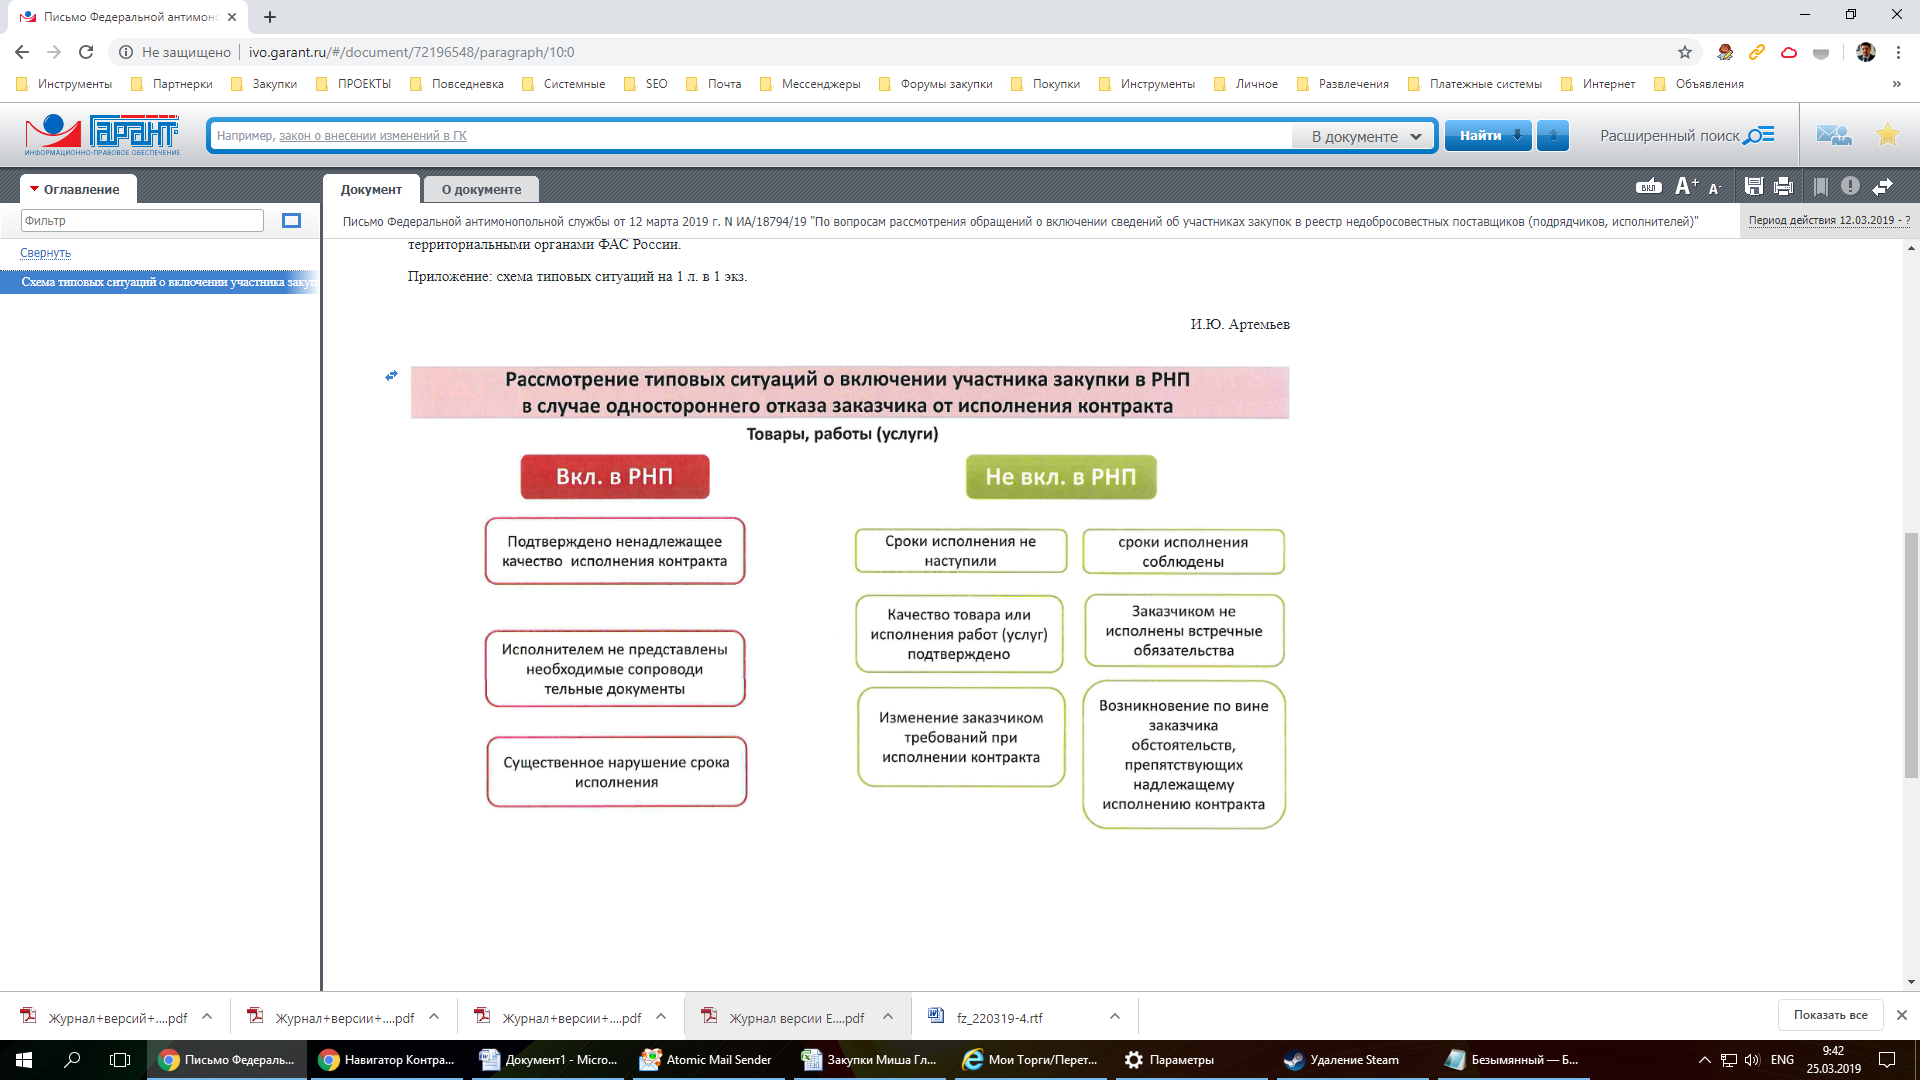 Письмо Федеральной антимон
Не защищено
ivo.garant.ru/#/document/72196548/paragraph/10:0
Инструменты Партнерки Закупки ПРОЕКТЫ Повседневка Системные SEO Почта Мессенджеры Форумы закупки Покупки Инструменты Личное Развлечения Платежные системы Интернет Объявления »
ГАРАНТ
ИНФОРМАЦИОННО-ПРАВОВОЕ ОБЕСПЕЧЕНИЕ
Например, закон о внесении изменений в ГК
В документе
Найти
Расширенный поиск
Оглавление
Документ
О документе
вкл A+ A-
Фильтр
Письмо Федеральной антимонопольной службы от 12 марта 2019 г. N ИА/18794/19 "По вопросам рассмотрения обращений о включении сведений об участниках закупок в реестр недобросовестных поставщиков (подрядчиков, исполнителей)"
Период действия 12.03.2019 - ?
Свернуть
Схема типовых ситуаций о включении участника закуп
территориальными органами ФАС России.
Приложение: схема типовых ситуаций на 1 л. в 1 экз.
И.Ю. Артемьев
Рассмотрение типовых ситуаций о включении участника закупки в РНП
в случае одностороннего отказа заказчика от исполнения контракта
Товары, работы (услуги)
Вкл. в РНП
Подтверждено ненадлежащее
качество исполнения контракта
Исполнителем не представлены
необходимые сопроводи
тельные документы
Существенное нарушение срока
исполнения
Не вкл. в РНП
Сроки исполнения не
наступили
сроки исполнения
соблюдены
Качество товара или
исполнения работ (услуг)
подтверждено
Заказчиком не
исполнены встречные
обязательства
Изменение заказчиком
требований при
исполнении контракта
Возникновение по вине
заказчика
обстоятельств,
препятствующих
надлежащему
исполнению контракта
Журнал+версий+....pdf
Журнал+версии+....pdf
Журнал+версии+....pdf
Журнал версии Е....pdf
fz_220319-4.rtf
Показать все
Письмо Федераль...
Навигатор Контра...
Документ1 - Micro...
Atomic Mail Sender
Закупки Миша Гл...
Мои Торги/Перет...
Параметры
Удаление Steam
Безымянный — Б...
ENG
9:42
25.03.2019